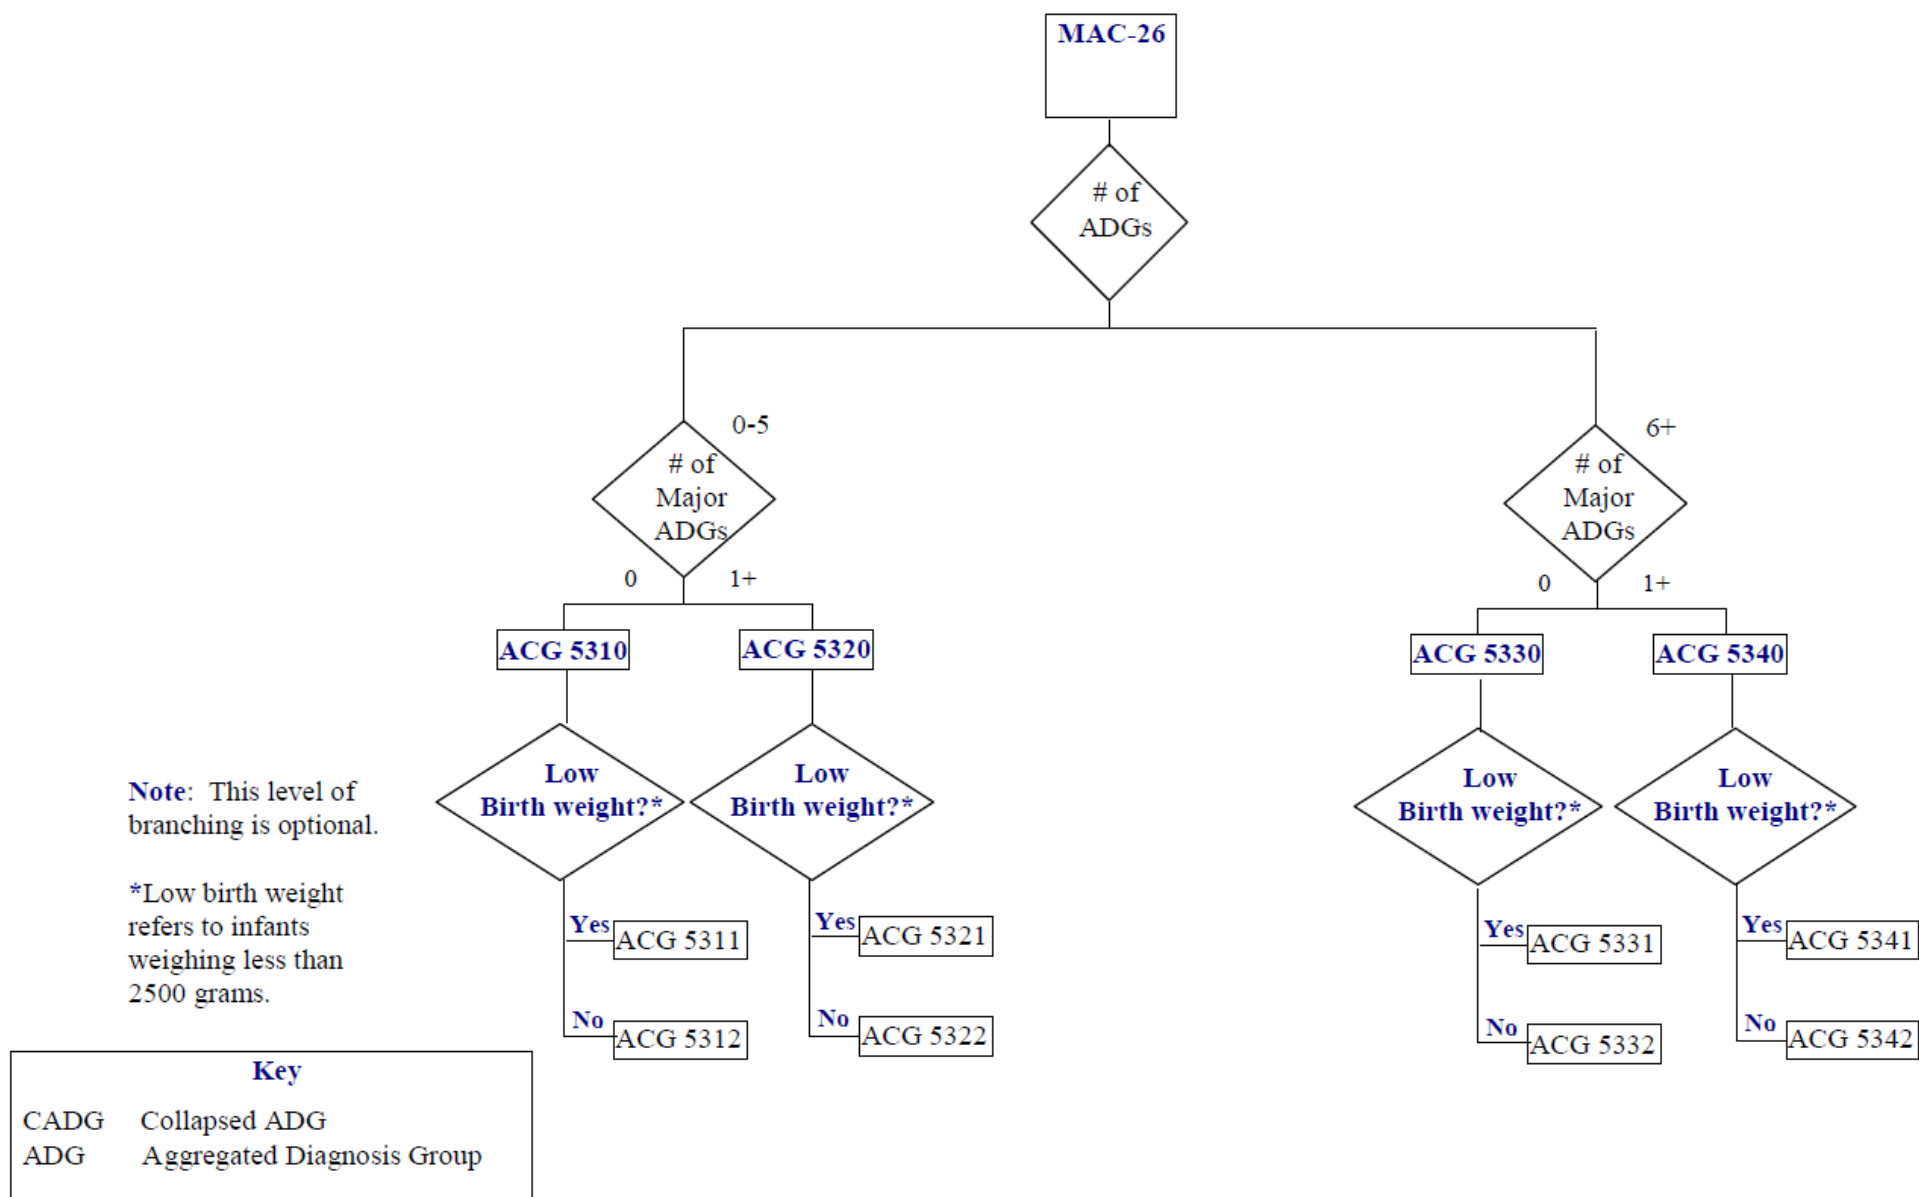 MAC-26
# of
ADGs
0-5
# of
Major
ADGs
0
1+
6+
# of
Major
ADGs
0
1+
ACG 5310
ACG 5320
ACG 5330
ACG 5340
Low
Birth weight?*
Low
Birth weight?*
Low
Birth weight?*
Low
Birth weight?*
Note: This level of
branching is optional.
*Low birth weight
refers to infants
weighing less than
2500 grams.
Yes
ACG 5311
No
ACG 5312
Yes
ACG 5321
No
ACG 5322
Yes
ACG 5331
No
ACG 5332
Yes
ACG 5341
No
ACG 5342
Key
CADG Collapsed ADG
ADG Aggregated Diagnosis Group